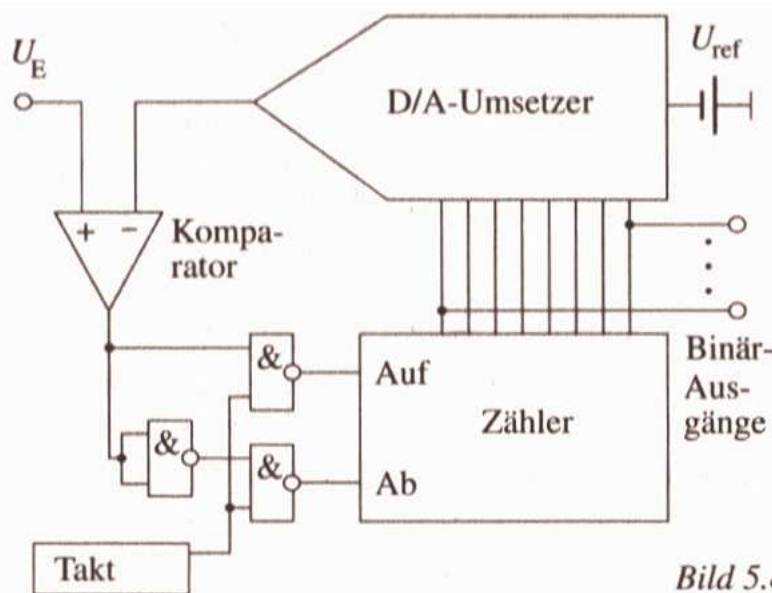 U_E
D/A-Umsetzer
U_ref
+ −
Kompa-
rator
&
Auf
&
&
Ab
Zähler
Binär-
Aus-
gänge
Takt
Bild 5.